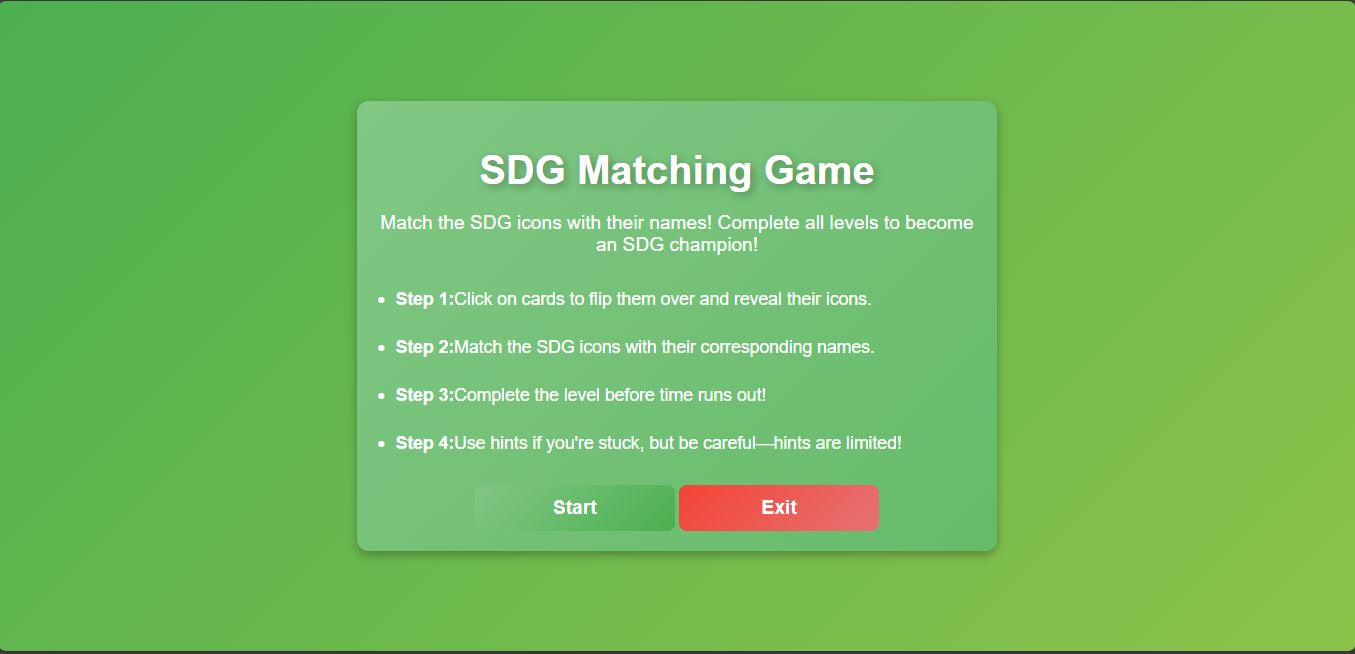 SDG Matching Game
Match the SDG icons with their names! Complete all levels to become
an SDG champion!
• Step 1:Click on cards to flip them over and reveal their icons.
• Step 2:Match the SDG icons with their corresponding names.
• Step 3:Complete the level before time runs out!
• Step 4:Use hints if you're stuck, but be careful—hints are limited!
Start
Exit